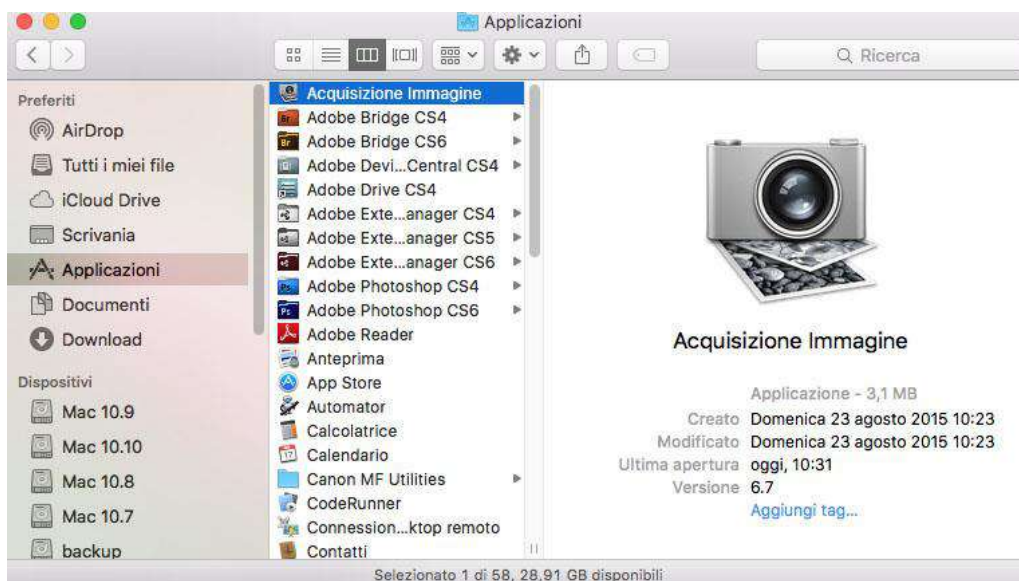 Applicazioni
Ricerca
Preferiti
AirDrop
Tutti i miei file
iCloud Drive
Scrivania
Applicazioni
Documenti
Download
Dispositivi
Mac 10.9
Mac 10.10
Mac 10.8
Mac 10.7
backup
Acquisizione Immagine
Adobe Bridge CS4
Adobe Bridge CS6
Adobe Devi...Central CS4
Adobe Drive CS4
Adobe Exte...anager CS4
Adobe Exte...anager CS5
Adobe Exte...anager CS6
Adobe Photoshop CS4
Adobe Photoshop CS6
Adobe Reader
Anteprima
App Store
Automator
Calcolatrice
Calendario
Canon MF Utilities
CodeRunner
Connession...ktop remoto
Contatti
Acquisizione Immagine
Applicazione - 3,1 MB
Creato Domenica 23 agosto 2015 10:23
Modificato Domenica 23 agosto 2015 10:23
Ultima apertura oggi, 10:31
Versione 6.7
Aggiungi tag...
Selezionato 1 di 58, 28,91 GB disponibili